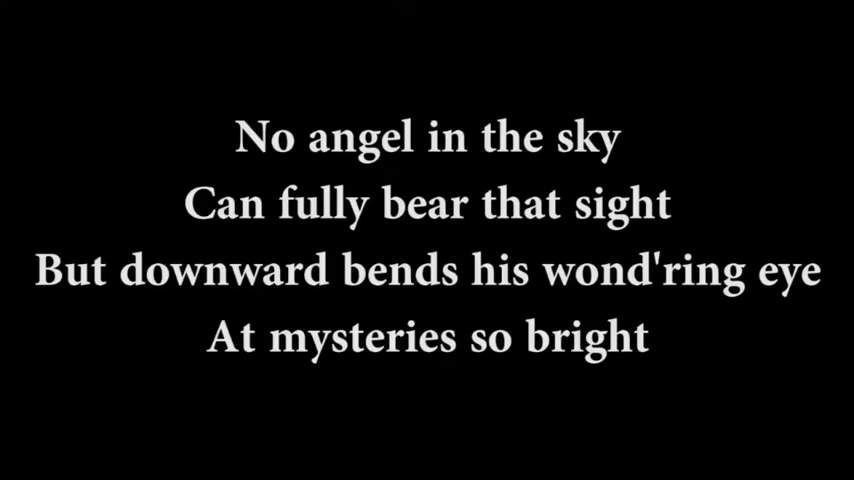 No angel in the sky
Can fully bear that sight
But downward bends his wond'ring eye
At mysteries so bright